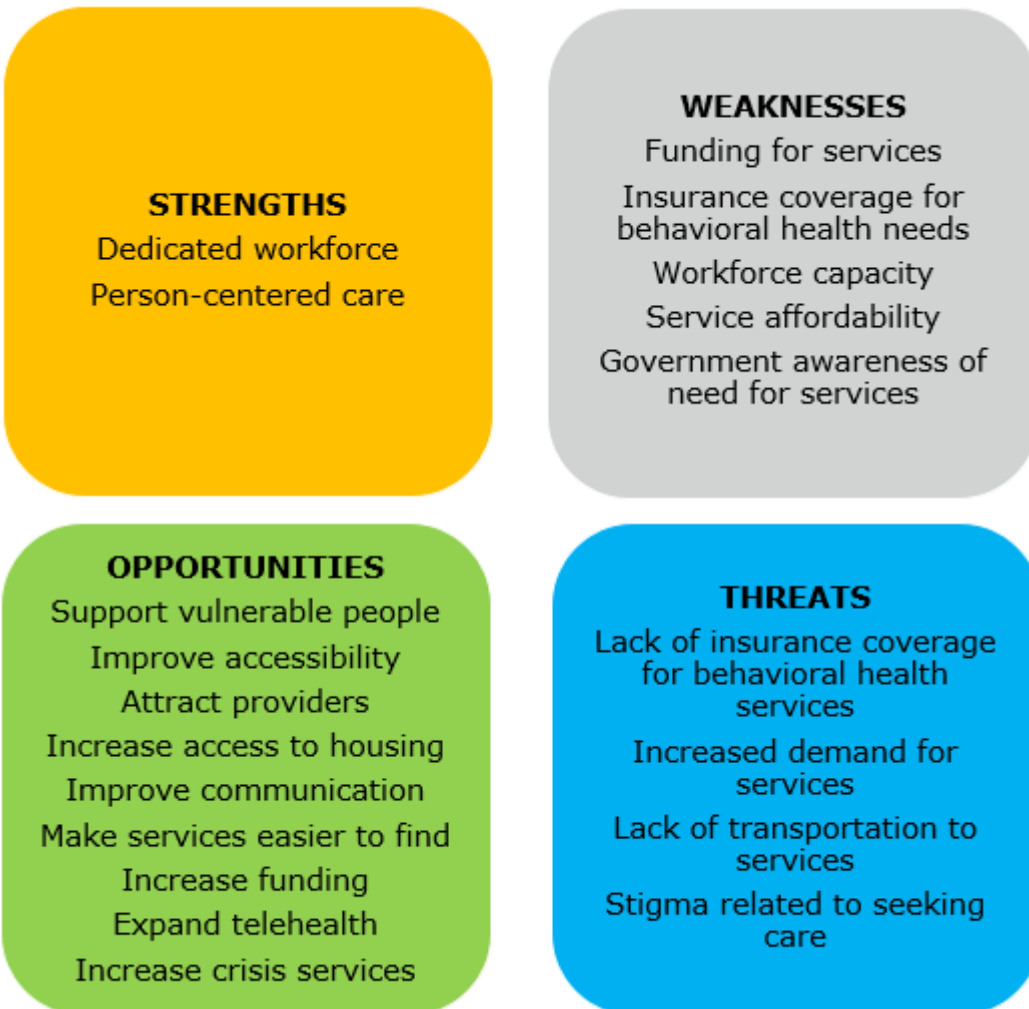 STRENGTHS
Dedicated workforce
Person-centered care
WEAKNESSES
Funding for services
Insurance coverage for
behavioral health needs
Workforce capacity
Service affordability
Government awareness of
need for services
OPPORTUNITIES
Support vulnerable people
Improve accessibility
Attract providers
Increase access to housing
Improve communication
Make services easier to find
Increase funding
Expand telehealth
Increase crisis services
THREATS
Lack of insurance coverage
for behavioral health
services
Increased demand for
services
Lack of transportation to
services
Stigma related to seeking
care